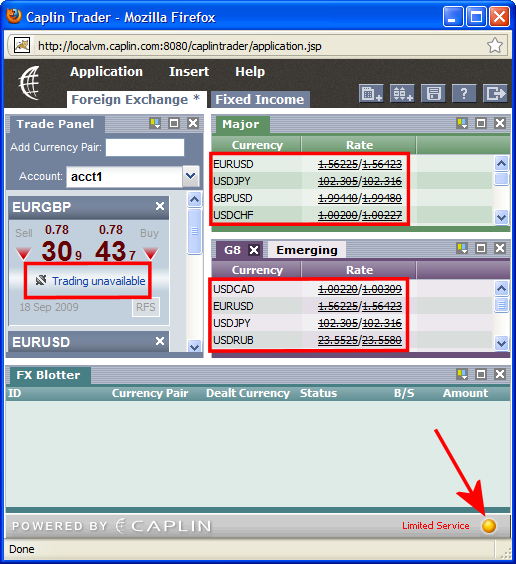 Caplin Trader - Mozilla Firefox
http://localvm.caplin.com:8080/caplintrader/application.jsp
Application Insert Help
Foreign Exchange * Fixed Income
Trade Panel
Add Currency Pair:
Account: acct1
EURGBP
Sell 0.78 0.78 Buy
30 9 43 7
Trading unavailable
18 Sep 2009 RFS
EURUSD
Major
Currency Rate
EURUSD 1.56225/1.56423
USDJPY 102.305/102.316
GBPUSD 1.99440/1.99480
USDCHF 1.00200/1.00227
G8 Emerging
Currency Rate
USDCAD 1.00220/1.00309
EURUSD 1.56225/1.56423
USDJPY 102.305/102.316
USDRUB 23.5525/23.5580
FX Blotter
ID Currency Pair Dealt Currency Status B/S Amount
POWERED BY CAPLIN Limited Service
Done